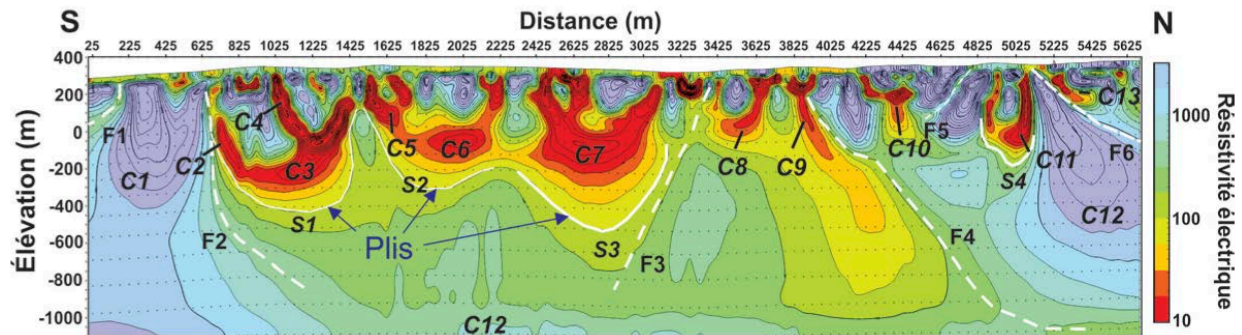 S
Distance (m)
N
25 225 425 625 825 1025 1225 1425 1625 1825 2025 2225 2425 2625 2825 3025 3225 3425 3625 3825 4025 4225 4425 4625 4825 5025 5225 5425 5625
Élévation (m)
400
200
0
-200
-400
-600
-800
-1000
F1
C1
C2
C4
C3
F2
S1
C5
C6
S2
Plis
C7
S3
F3
C8
C9
C10
F5
F4
S4
C11
F6
C13
C12
C12
Résistivité électrique
1000
100
10